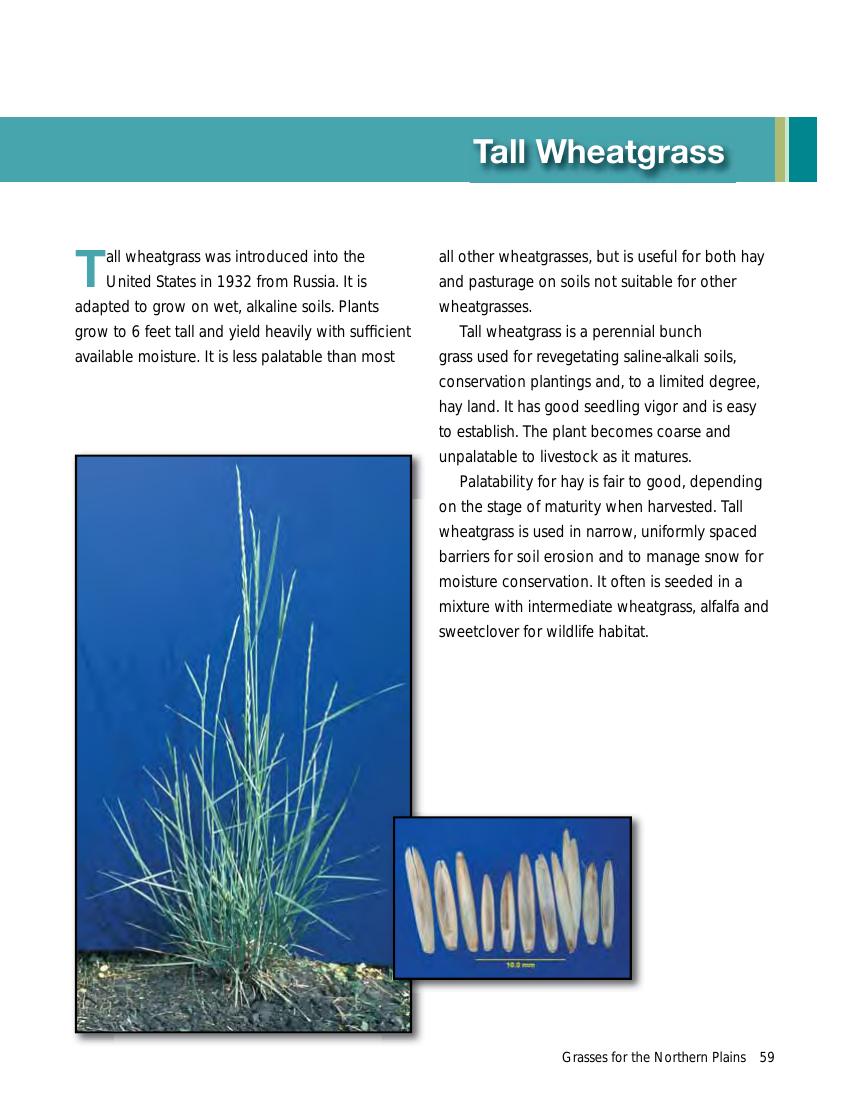 Tall Wheatgrass
Tall wheatgrass was introduced into the
United States in 1932 from Russia. It is
adapted to grow on wet, alkaline soils. Plants
grow to 6 feet tall and yield heavily with sufficient
available moisture. It is less palatable than most
all other wheatgrasses, but is useful for both hay
and pasturage on soils not suitable for other
wheatgrasses.
Tall wheatgrass is a perennial bunch
grass used for revegetating saline-alkali soils,
conservation plantings and, to a limited degree,
hay land. It has good seedling vigor and is easy
to establish. The plant becomes coarse and
unpalatable to livestock as it matures.
Palatability for hay is fair to good, depending
on the stage of maturity when harvested. Tall
wheatgrass is used in narrow, uniformly spaced
barriers for soil erosion and to manage snow for
moisture conservation. It often is seeded in a
mixture with intermediate wheatgrass, alfalfa and
sweetclover for wildlife habitat.
10.0 mm
Grasses for the Northern Plains 59